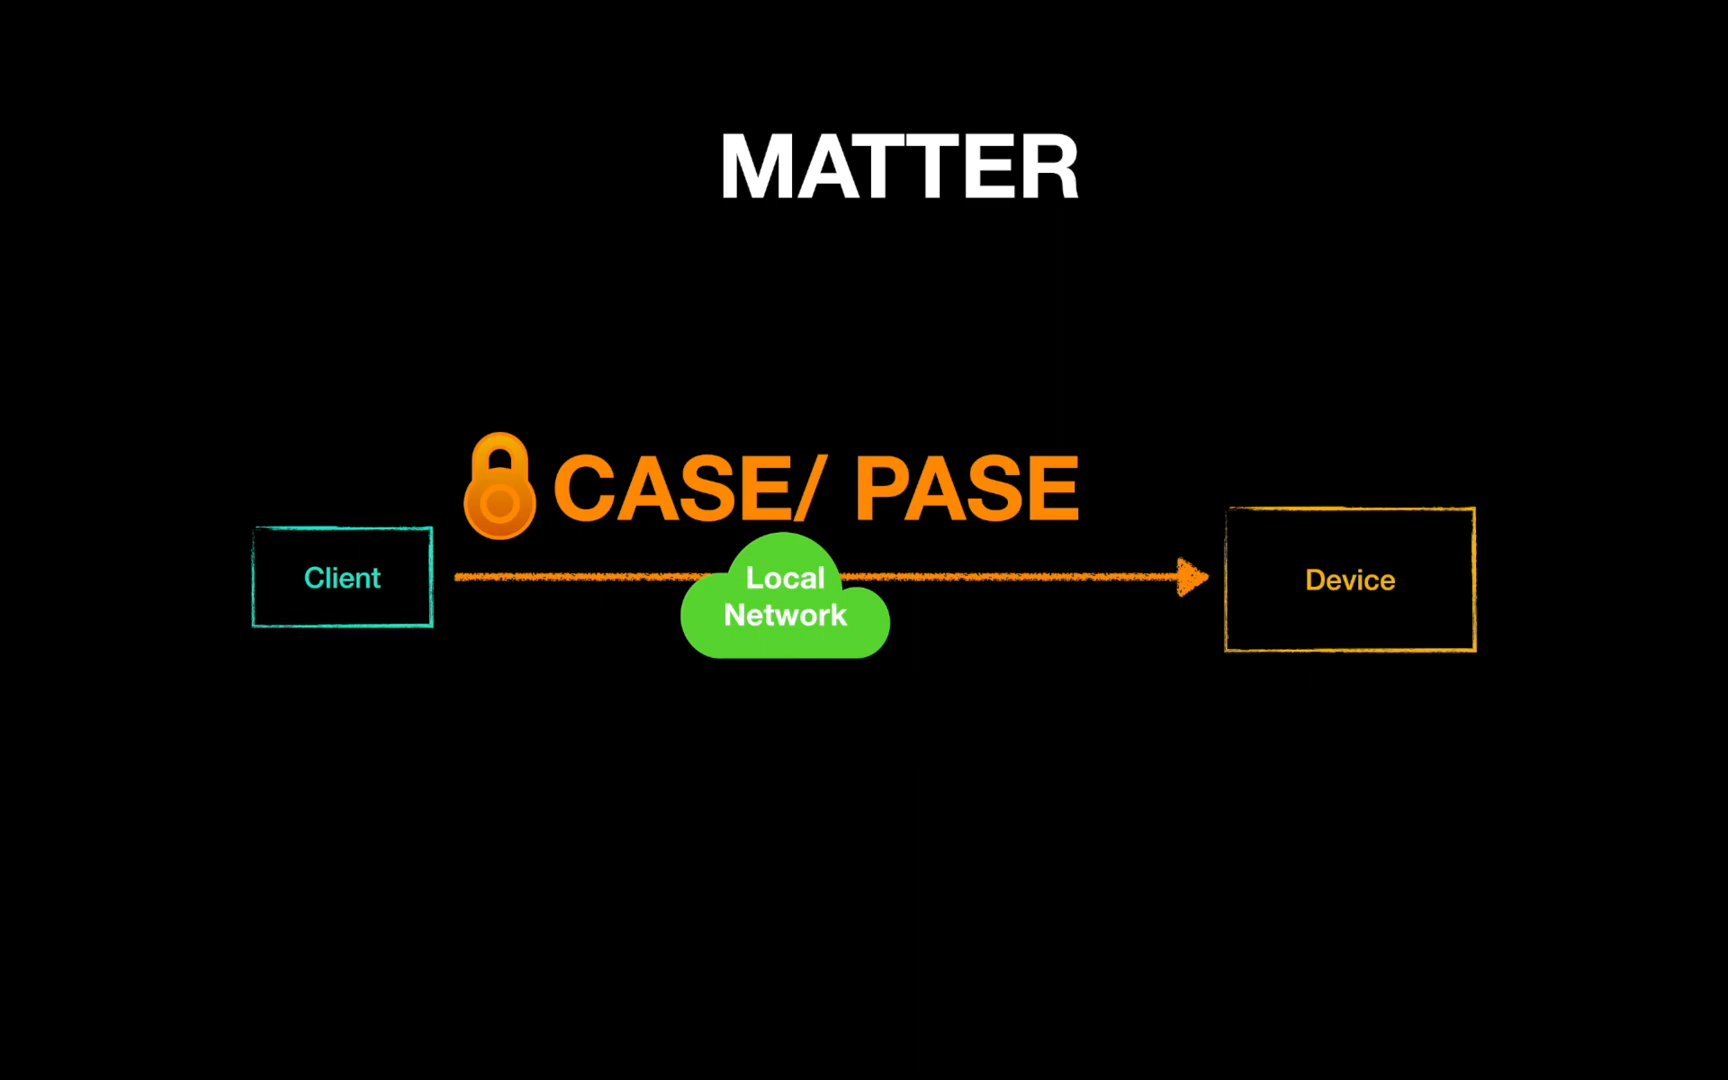 MATTER
CASE/ PASE
Client
Local
Network
Device